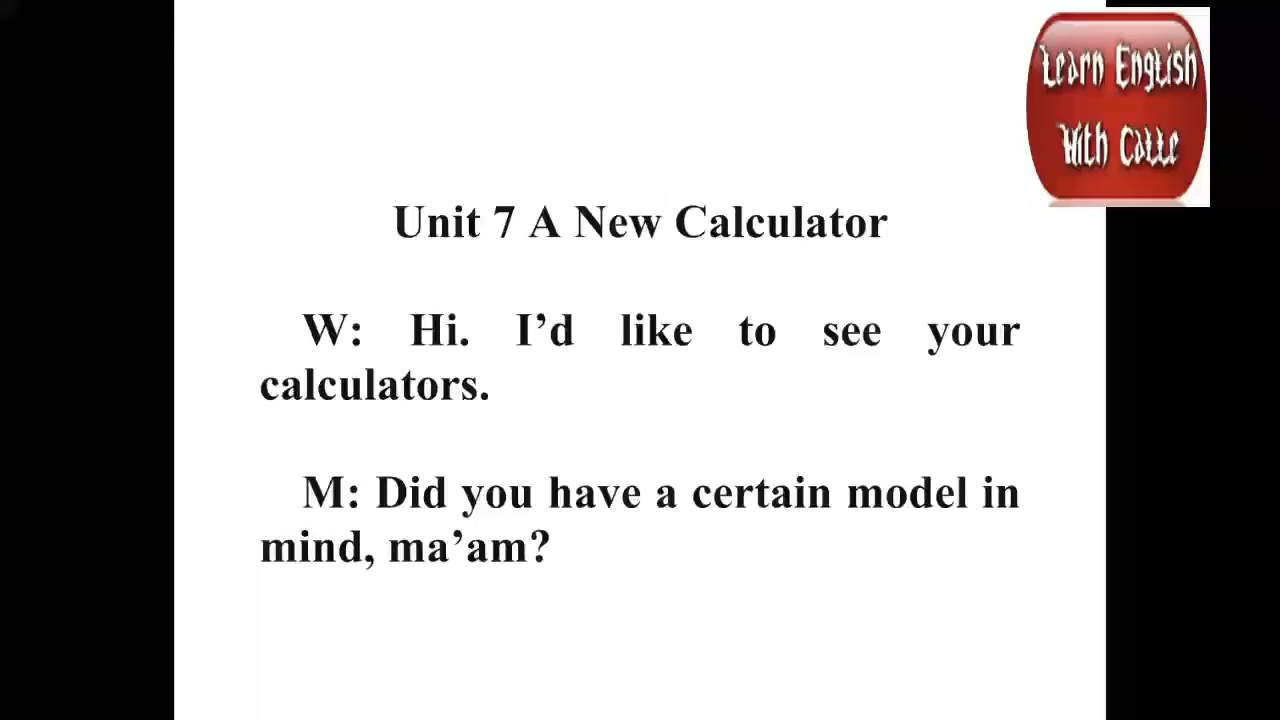 Learn English
With Catte
Unit 7 A New Calculator
W: Hi. I’d like to see your
calculators.
M: Did you have a certain model in
mind, ma’am?